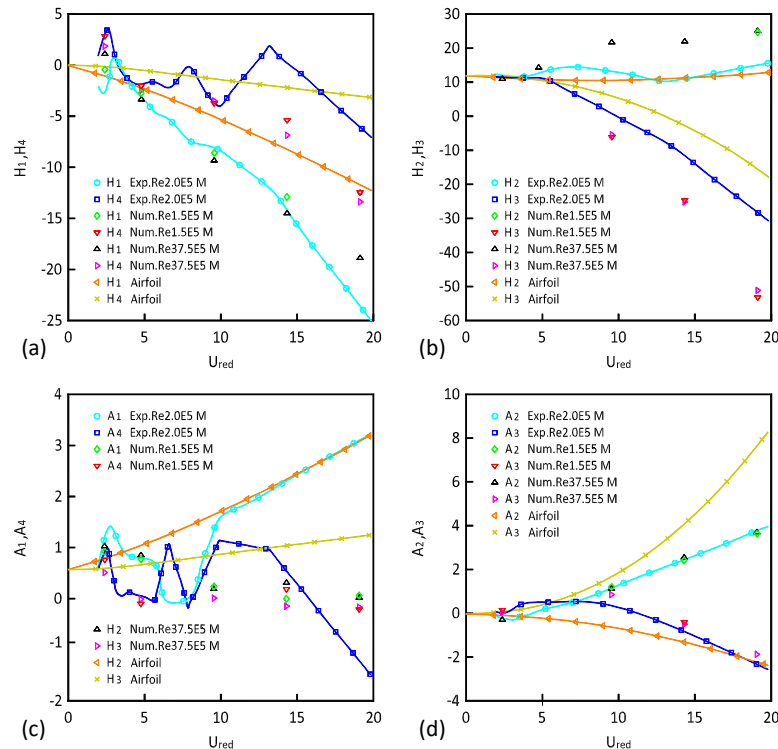 5
0
-5
-10
-15
-20
-25
H1,H4
H1 Exp.Re2.0E5 M
H4 Exp.Re2.0E5 M
H1 Num.Re1.5E5 M
H4 Num.Re1.5E5 M
H1 Num.Re37.5E5 M
H4 Num.Re37.5E5 M
H1 Airfoil
H4 Airfoil
0 5 10 15 20
(a) Ured
30
20
10
0
-10
-20
-30
-40
-50
-60
H2,H3
H2 Exp.Re2.0E5 M
H3 Exp.Re2.0E5 M
H2 Num.Re1.5E5 M
H3 Num.Re1.5E5 M
H2 Num.Re37.5E5 M
H3 Num.Re37.5E5 M
H2 Airfoil
H3 Airfoil
0 5 10 15 20
(b) Ured
4
3
2
1
0
-1
-2
A1,A4
A1 Exp.Re2.0E5 M
A4 Exp.Re2.0E5 M
A1 Num.Re1.5E5 M
A4 Num.Re1.5E5 M
H2 Num.Re37.5E5 M
H3 Num.Re37.5E5 M
H2 Airfoil
H3 Airfoil
0 5 10 15 20
(c) Ured
10
8
6
4
2
0
-2
-4
A2,A3
A2 Exp.Re2.0E5 M
A3 Exp.Re2.0E5 M
A2 Num.Re1.5E5 M
A3 Num.Re1.5E5 M
A2 Num.Re37.5E5 M
A3 Num.Re37.5E5 M
A2 Airfoil
A3 Airfoil
0 5 10 15 20
(d) Ured